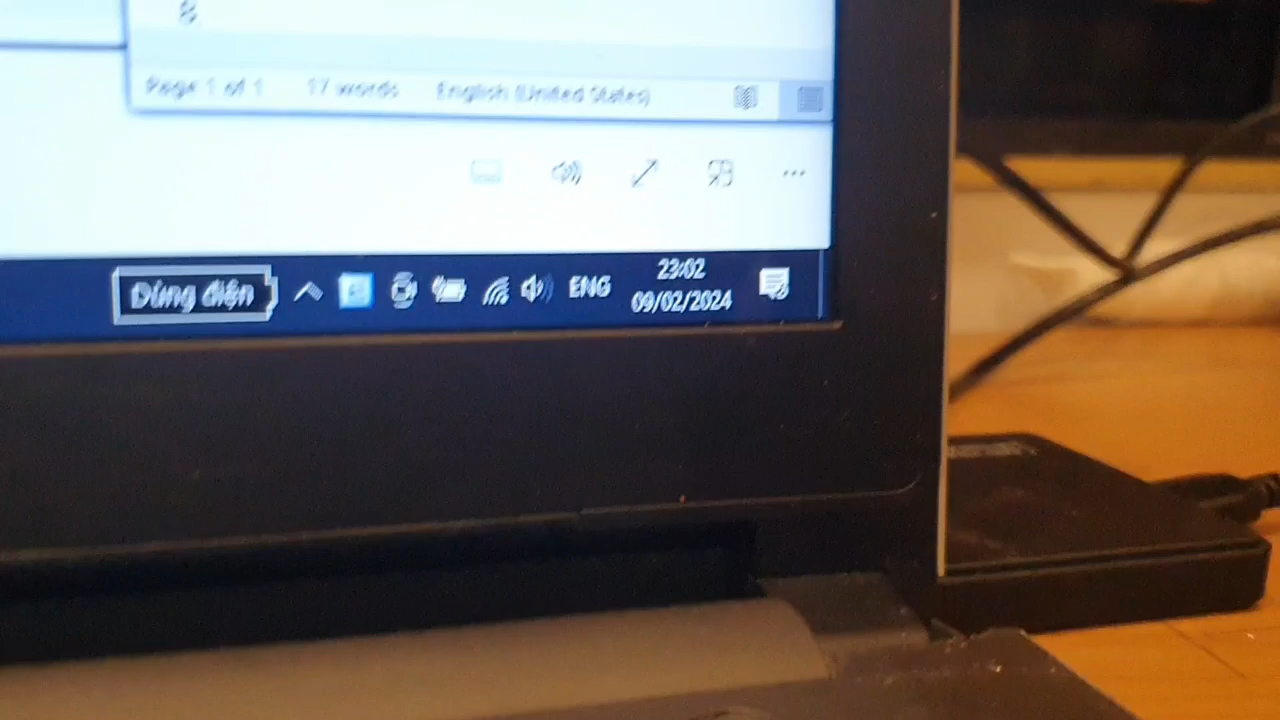 Page 1 of 1 17 words English (United States)
Dùng điện
ENG
23:02
09/02/2024